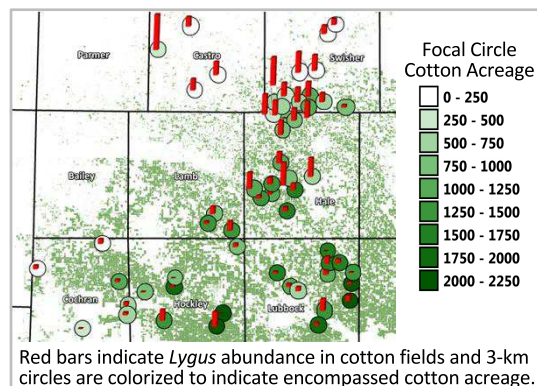 Parmer
Castro
Swisher
Bailey
Lamb
Hale
Cochran
Hockley
Lubbock
Focal Circle
Cotton Acreage
0 - 250
250 - 500
500 - 750
750 - 1000
1000 - 1250
1250 - 1500
1500 - 1750
1750 - 2000
2000 - 2250
Red bars indicate Lygus abundance in cotton fields and 3-km
circles are colorized to indicate encompassed cotton acreage.